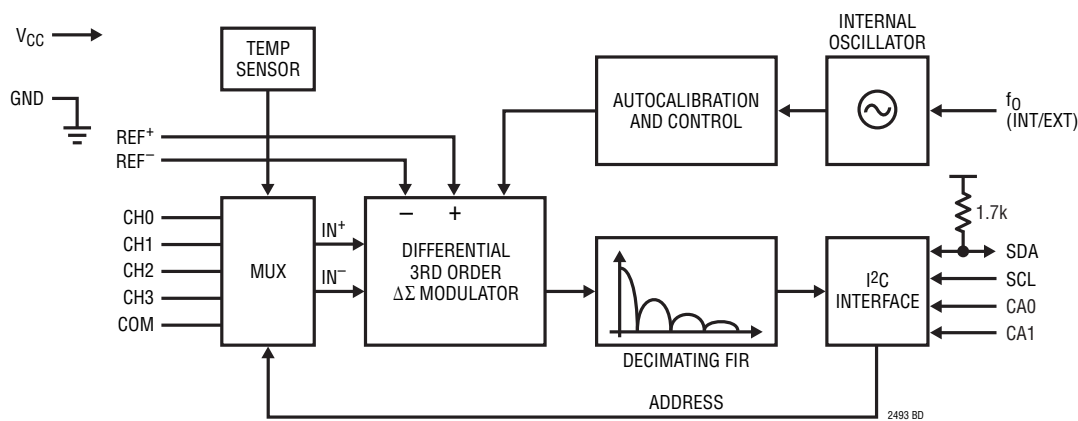 V_CC
GND
TEMP
SENSOR
REF⁺
REF⁻
AUTOCALIBRATION
AND CONTROL
INTERNAL
OSCILLATOR
f_O
(INT/EXT)
CH0
CH1
CH2
CH3
COM
MUX
IN⁺
IN⁻
– +
DIFFERENTIAL
3RD ORDER
ΔΣ MODULATOR
DECIMATING FIR
I²C
INTERFACE
1.7k
SDA
SCL
CA0
CA1
ADDRESS
2493 BD